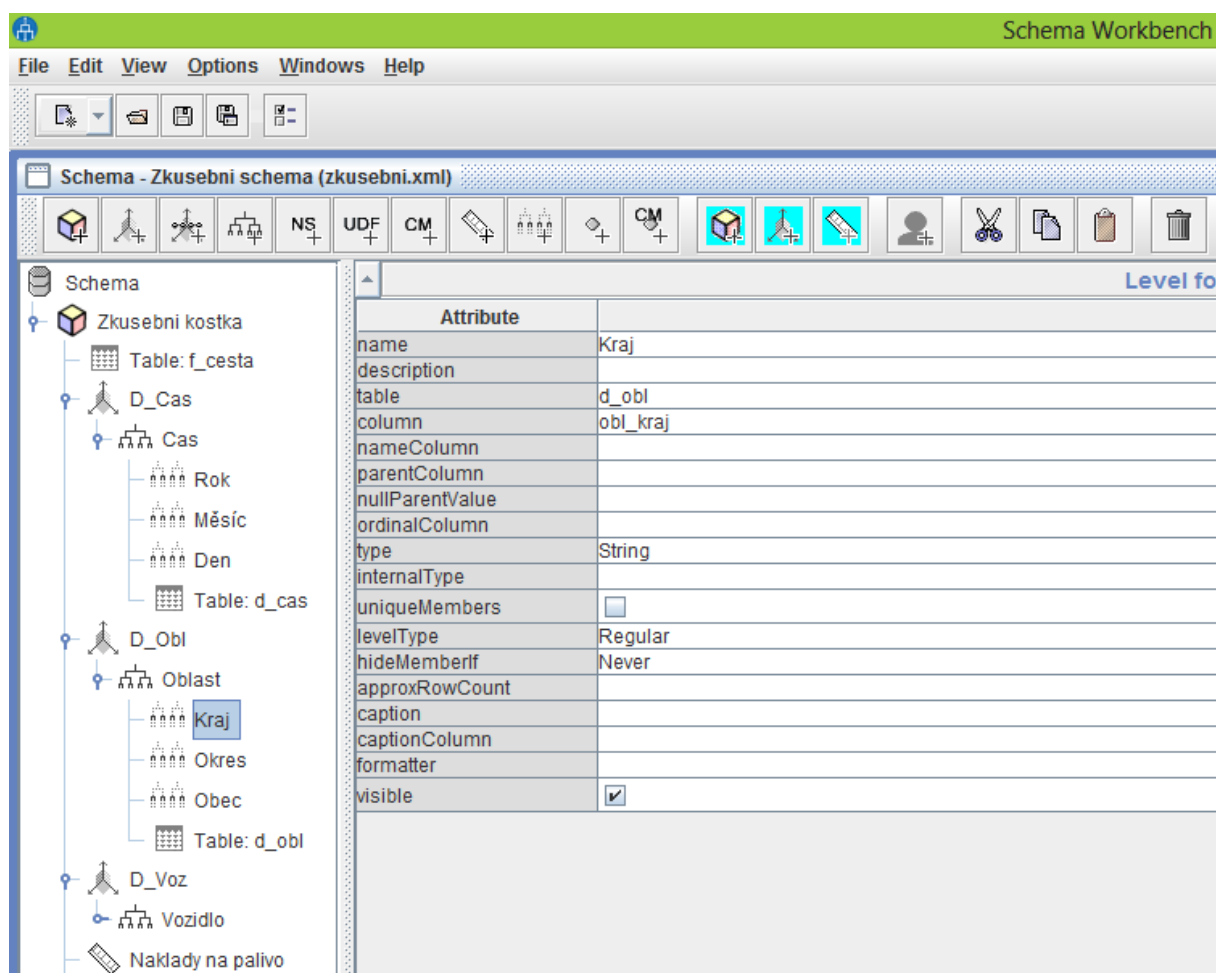 Schema Workbench
File Edit View Options Windows Help
Schema - Zkusebni schema (zkusebni.xml)
NS UDF CM CM
Schema
Zkusebni kostka
Table: f_cesta
D_Cas
Cas
Rok
Měsíc
Den
Table: d_cas
D_Obl
Oblast
Kraj
Okres
Obec
Table: d_obl
D_Voz
Vozidlo
Naklady na palivo
Level fo
Attribute
name Kraj
description
table d_obl
column obl_kraj
nameColumn
parentColumn
nullParentValue
ordinalColumn
type String
internalType
uniqueMembers
levelType Regular
hideMemberIf Never
approxRowCount
caption
captionColumn
formatter
visible